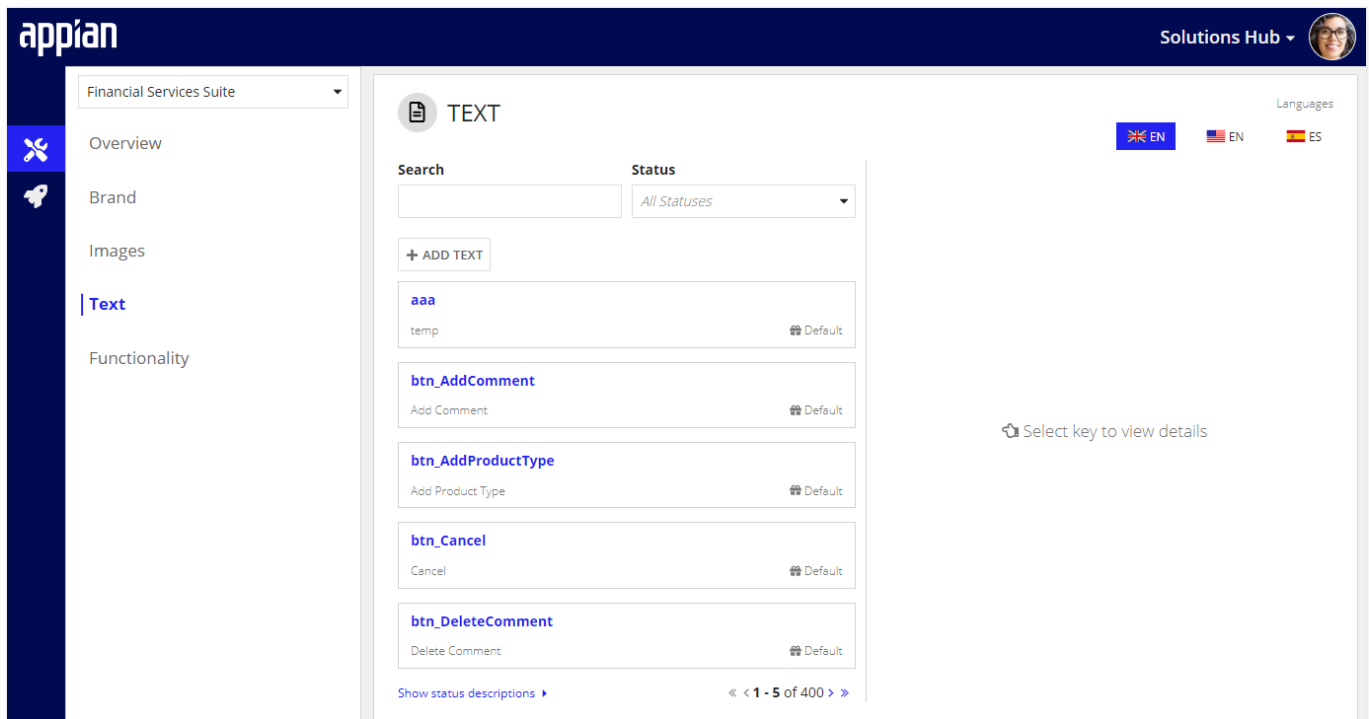 appian
Solutions Hub
Financial Services Suite
Overview
Brand
Images
Text
Functionality
TEXT
Languages
EN
EN
ES
Search
Status
All Statuses
+ ADD TEXT
aaa
temp
Default
btn_AddComment
Add Comment
Default
btn_AddProductType
Add Product Type
Default
btn_Cancel
Cancel
Default
btn_DeleteComment
Delete Comment
Default
Show status descriptions
« < 1 - 5 of 400 > »
Select key to view details